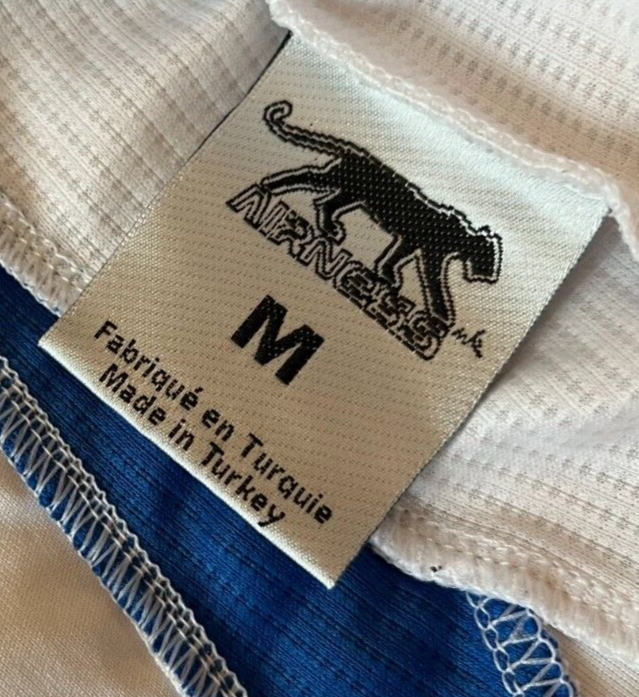 AIRNESS
M
Fabriqué en Turquie
Made in Turkey